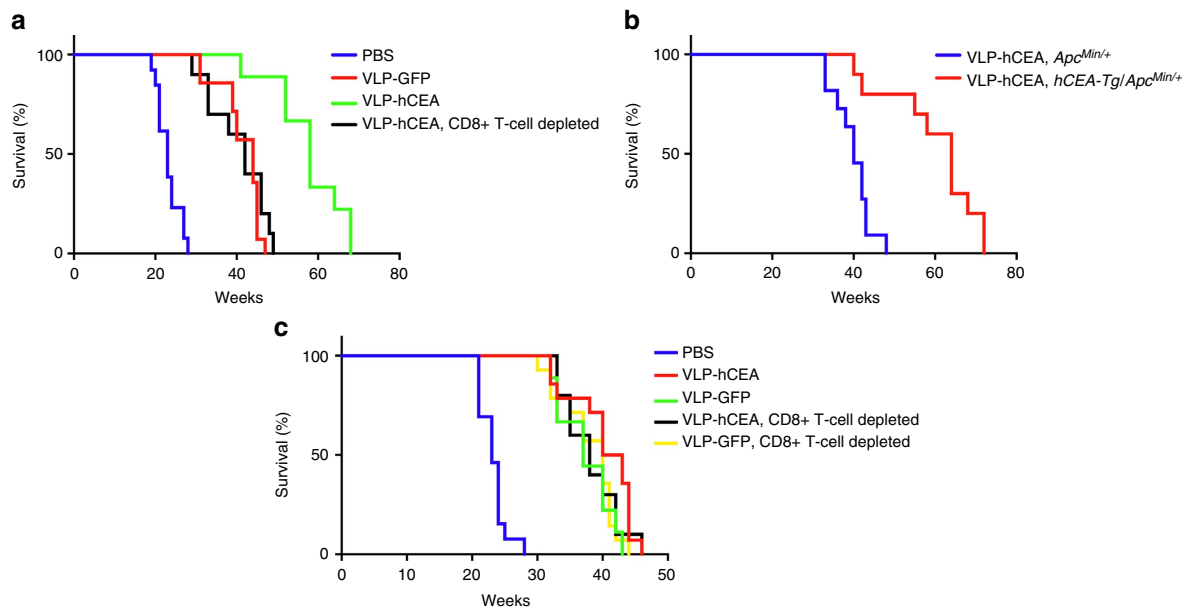 a
100
50
0
Survival (%)
0 20 40 60 80
Weeks
PBS
VLP-GFP
VLP-hCEA
VLP-hCEA, CD8+ T-cell depleted
b
100
50
0
Survival (%)
0 20 40 60 80
Weeks
VLP-hCEA, ApcMin/+
VLP-hCEA, hCEA-Tg/ApcMin/+
c
100
50
0
Survival (%)
0 10 20 30 40 50
Weeks
PBS
VLP-hCEA
VLP-GFP
VLP-hCEA, CD8+ T-cell depleted
VLP-GFP, CD8+ T-cell depleted